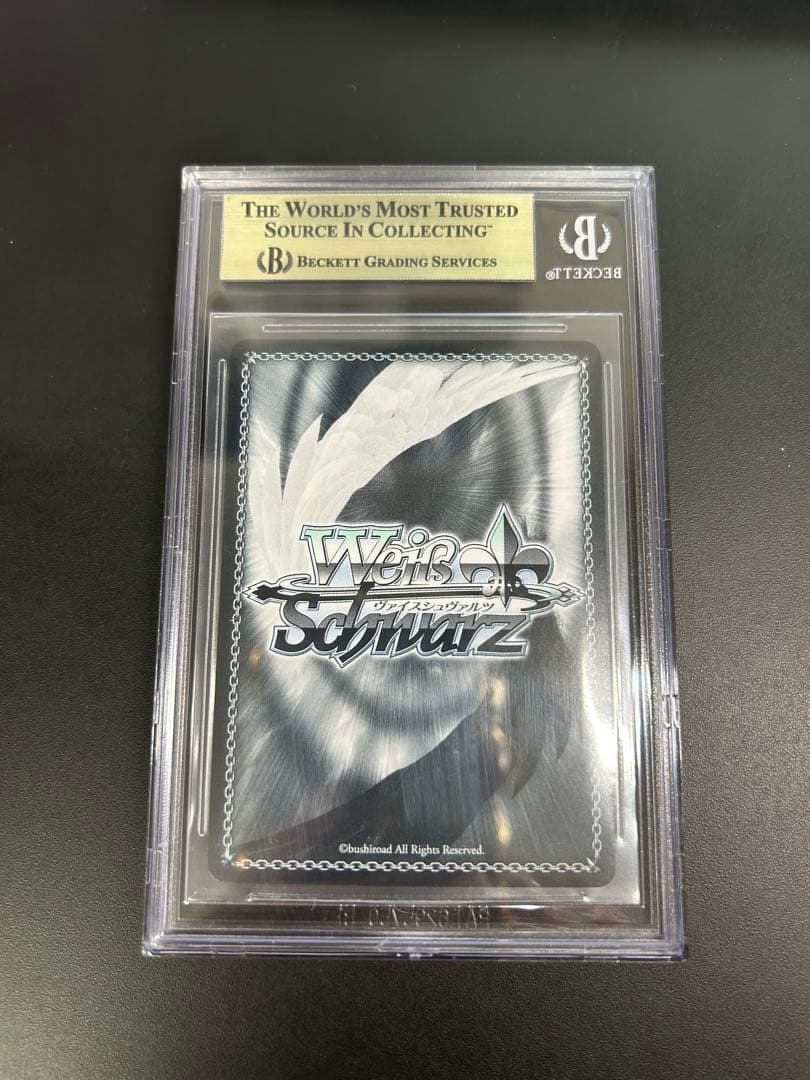 THE WORLD'S MOST TRUSTED
SOURCE IN COLLECTING™
B BECKETT GRADING SERVICES
B
BECKETT®
Weiß
ヴァイスシュヴァルツ
Schwarz
©bushiroad All Rights Reserved.